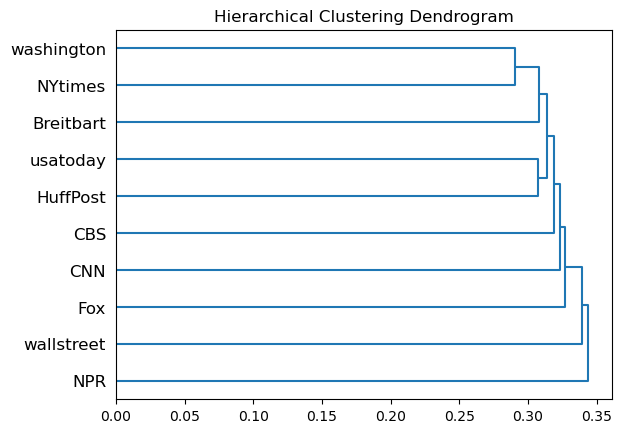 Hierarchical Clustering Dendrogram
washington
NYtimes
Breitbart
usatoday
HuffPost
CBS
CNN
Fox
wallstreet
NPR
0.00 0.05 0.10 0.15 0.20 0.25 0.30 0.35